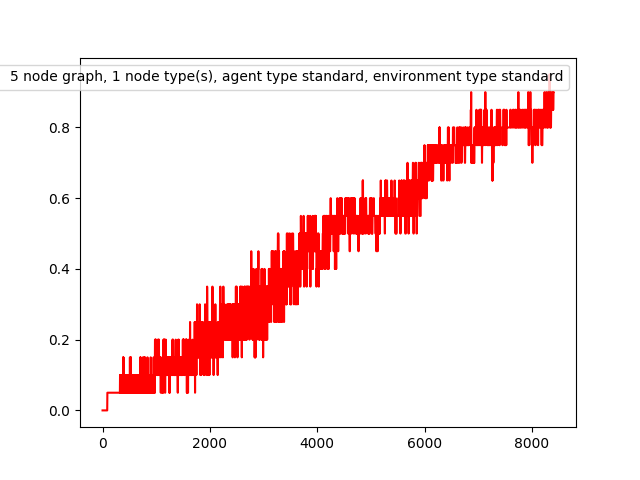 5 node graph, 1 node type(s), agent type standard, environment type standard
0.8
0.6
0.4
0.2
0.0
0 2000 4000 6000 8000